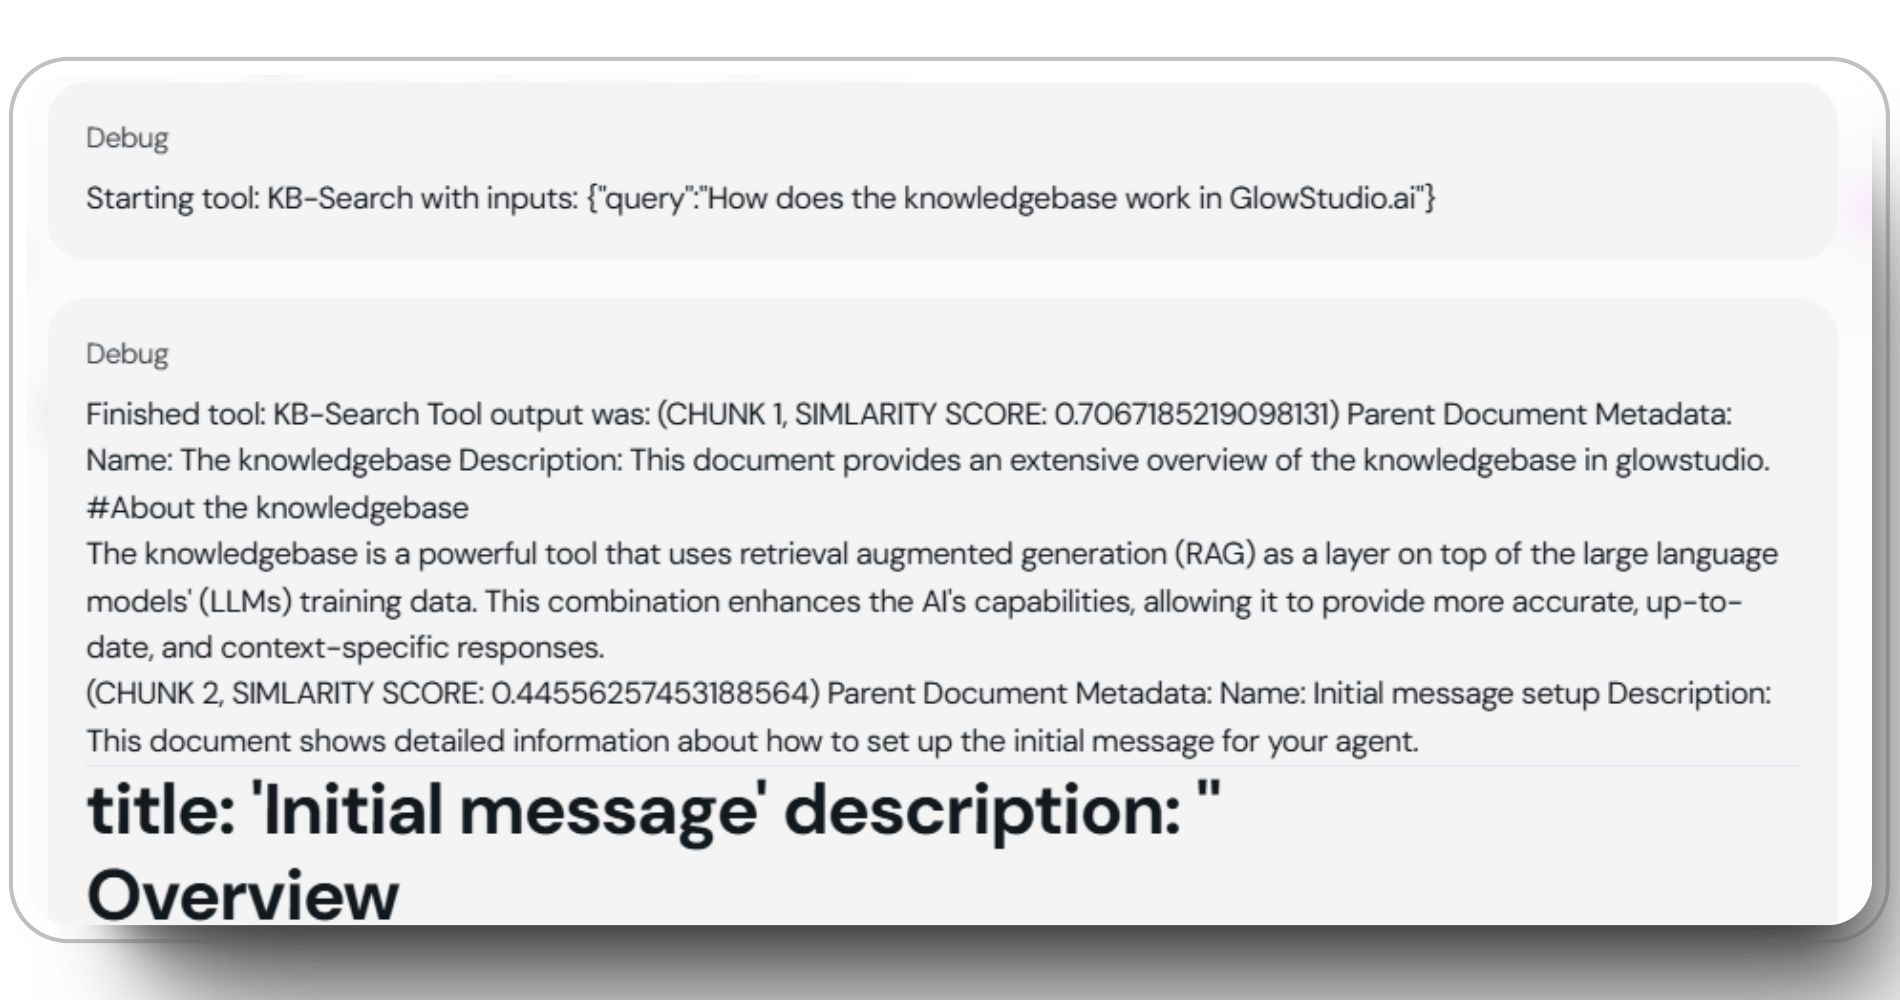 Debug
Starting tool: KB-Search with inputs: {"query":"How does the knowledgebase work in GlowStudio.ai"}
Debug
Finished tool: KB-Search Tool output was: (CHUNK 1, SIMLARITY SCORE: 0.7067185219098131) Parent Document Metadata:
Name: The knowledgebase Description: This document provides an extensive overview of the knowledgebase in glowstudio.
#About the knowledgebase
The knowledgebase is a powerful tool that uses retrieval augmented generation (RAG) as a layer on top of the large language
models' (LLMs) training data. This combination enhances the AI's capabilities, allowing it to provide more accurate, up-to-
date, and context-specific responses.
(CHUNK 2, SIMLARITY SCORE: 0.44556257453188564) Parent Document Metadata: Name: Initial message setup Description:
This document shows detailed information about how to set up the initial message for your agent.
title: 'Initial message' description: ''
Overview